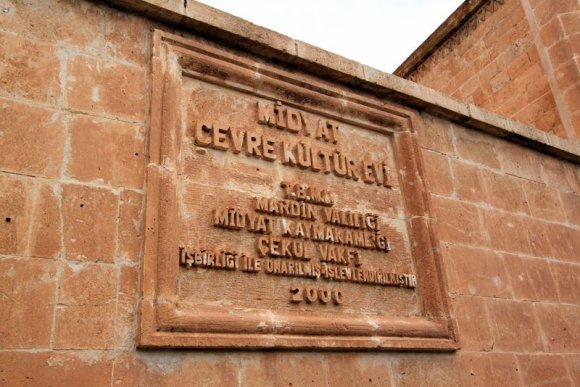 MİDYAT
ÇEVRE KÜLTÜR EVİ
MARDİN VALİLİĞİ
MİDYAT KAYMAKAMLIĞI
ÇEKÜL VAKFI
İŞBİRLİĞİ İLE ONARILMIŞ-İŞLEVLENDİRİLMİŞTİR
2000